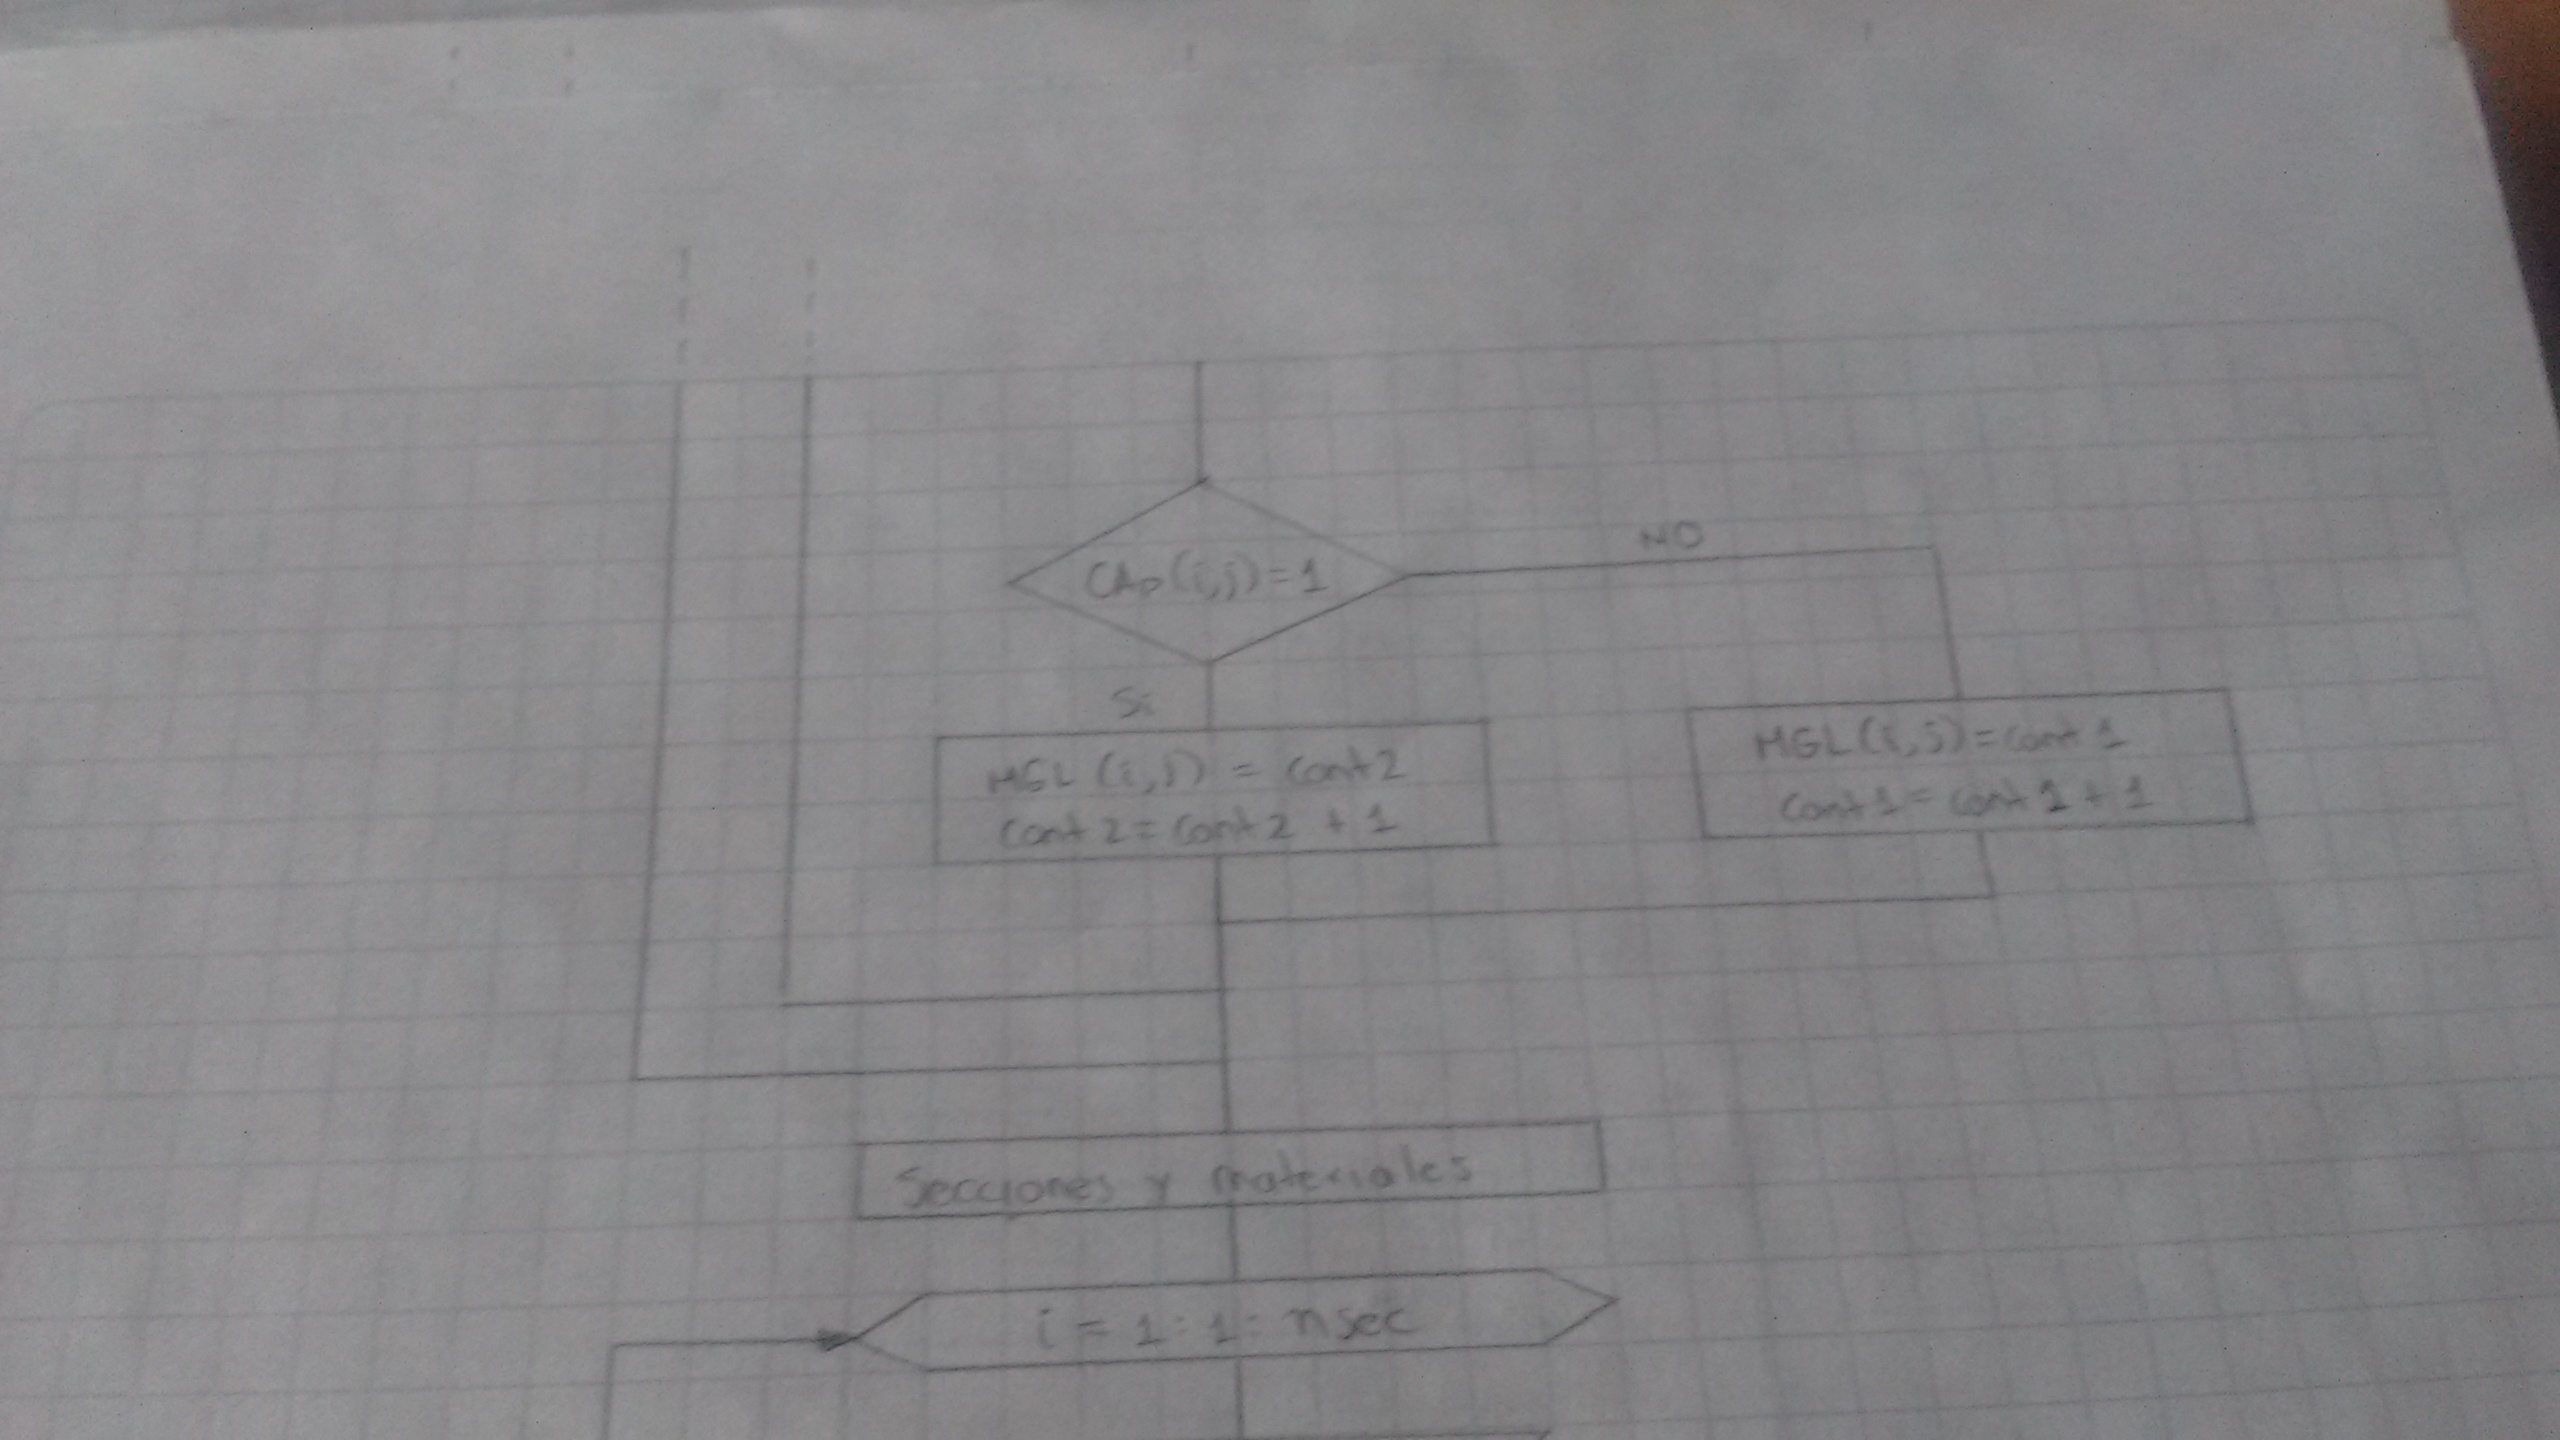 CAp(i,j)=1
NO
Si
MGL (i,j) = cont2
cont 2 = cont 2 + 1
MGL(i,j)=cont 1
cont 1 = cont 1 + 1
Secciones y materiales
i = 1:1: nsec